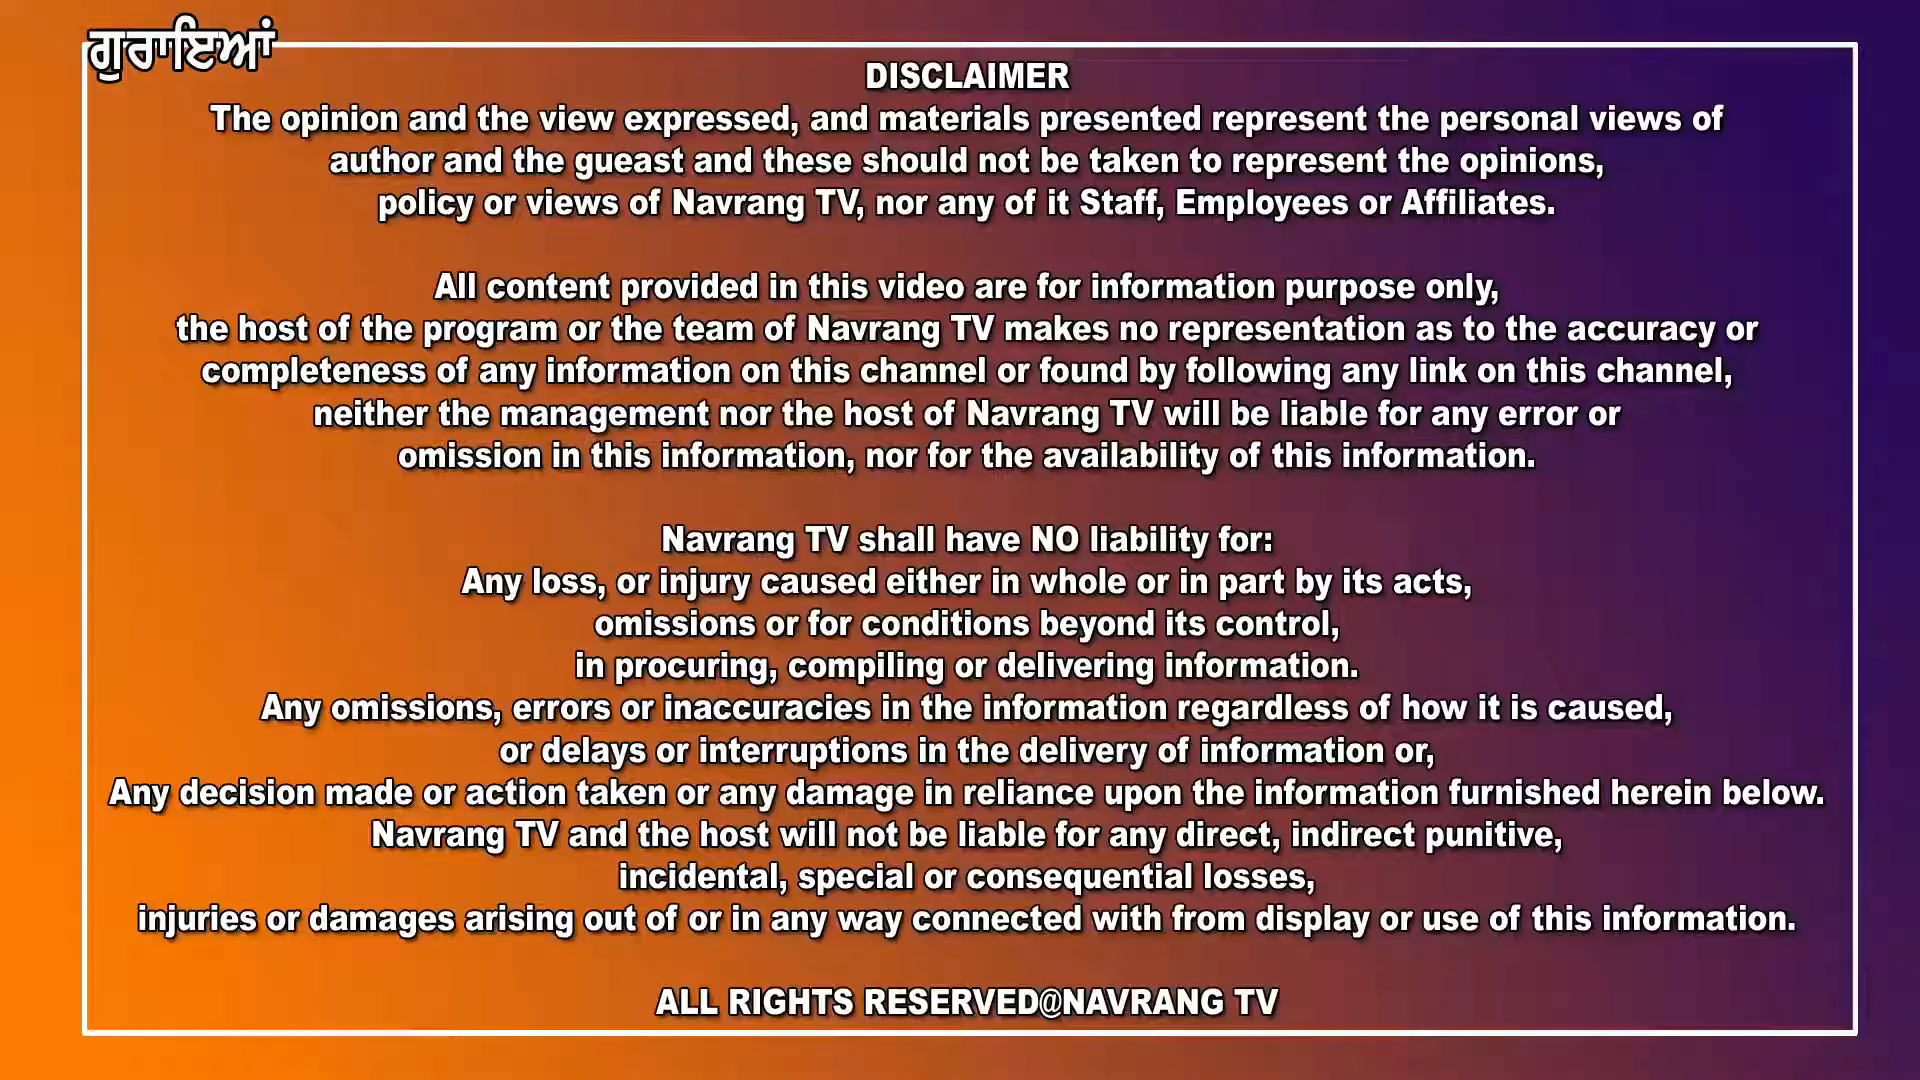 ਗੁਰਾਇਆਂ
DISCLAIMER
The opinion and the view expressed, and materials presented represent the personal views of
author and the gueast and these should not be taken to represent the opinions,
policy or views of Navrang TV, nor any of it Staff, Employees or Affiliates.
All content provided in this video are for information purpose only,
the host of the program or the team of Navrang TV makes no representation as to the accuracy or
completeness of any information on this channel or found by following any link on this channel,
neither the management nor the host of Navrang TV will be liable for any error or
omission in this information, nor for the availability of this information.
Navrang TV shall have NO liability for:
Any loss, or injury caused either in whole or in part by its acts,
omissions or for conditions beyond its control,
in procuring, compiling or delivering information.
Any omissions, errors or inaccuracies in the information regardless of how it is caused,
or delays or interruptions in the delivery of information or,
Any decision made or action taken or any damage in reliance upon the information furnished herein below.
Navrang TV and the host will not be liable for any direct, indirect punitive,
incidental, special or consequential losses,
injuries or damages arising out of or in any way connected with from display or use of this information.
ALL RIGHTS RESERVED@NAVRANG TV